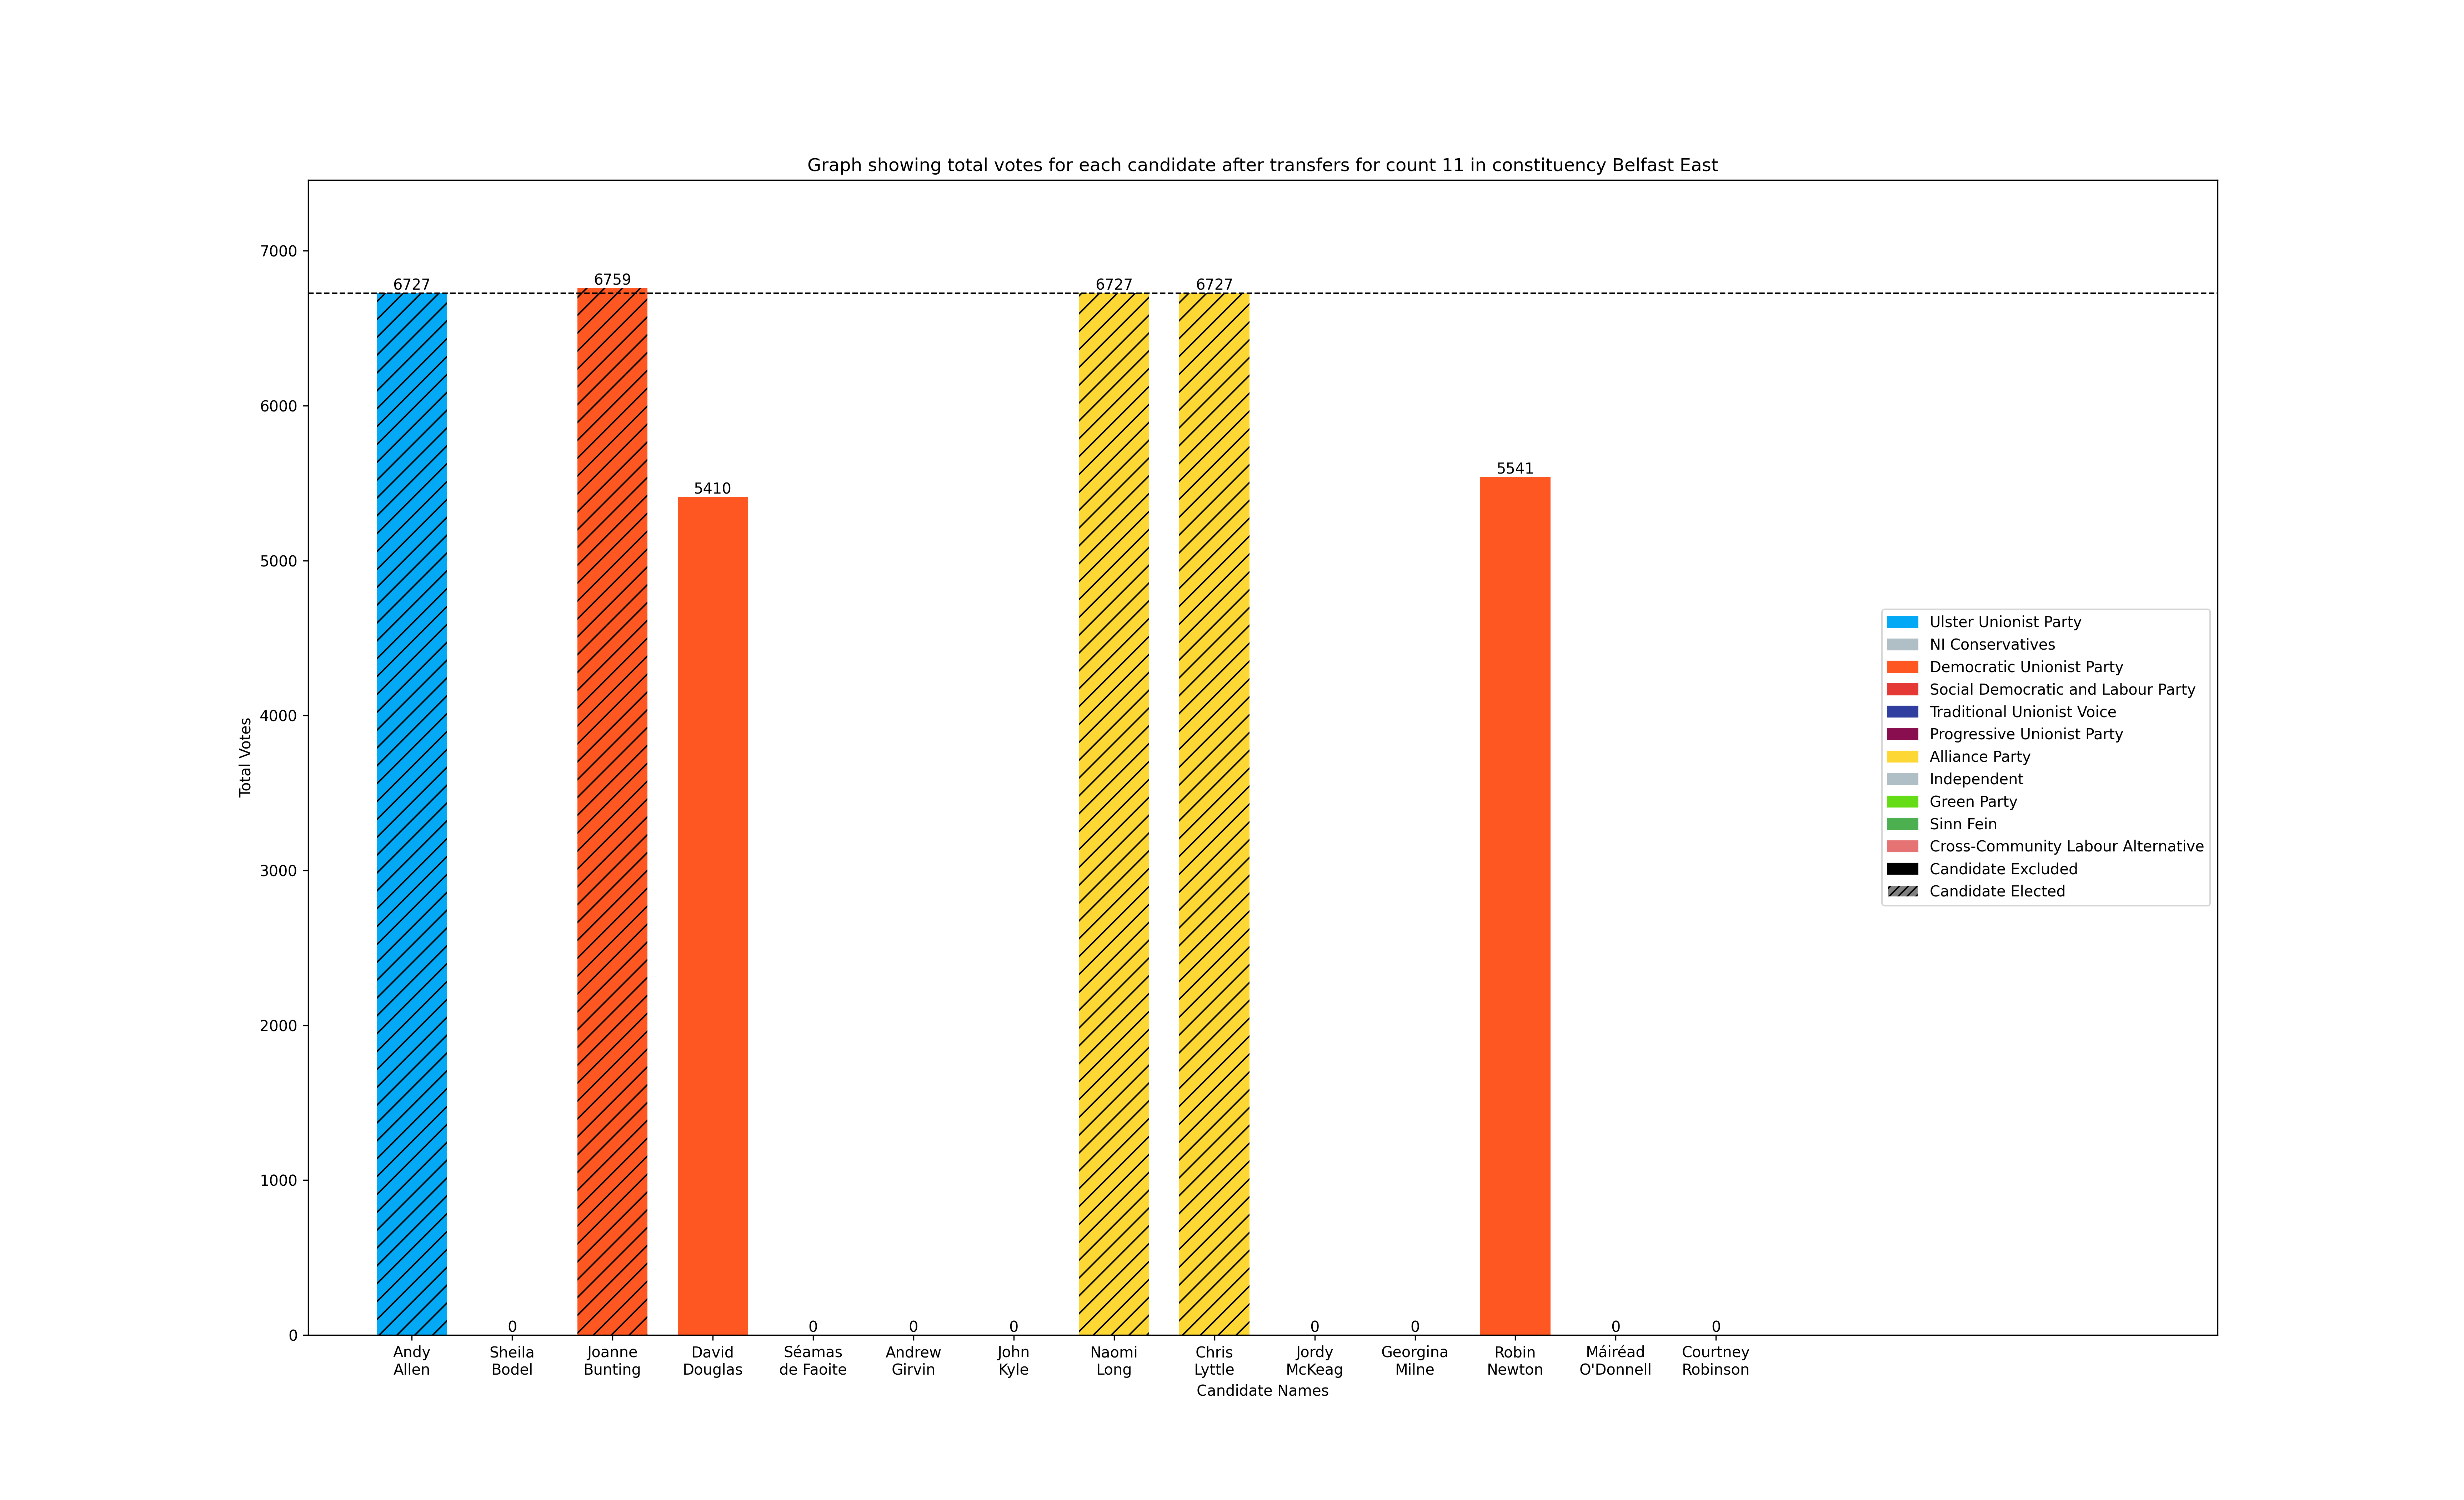 Graph showing total votes for each candidate after transfers for count 11 in constituency Belfast East
7000
6000
5000
4000
3000
2000
1000
0
Total Votes
6727
0
6759
5410
0
0
0
6727
6727
0
0
5541
0
0
Andy
Allen
Sheila
Bodel
Joanne
Bunting
David
Douglas
Séamas
de Faoite
Andrew
Girvin
John
Kyle
Naomi
Long
Chris
Lyttle
Jordy
McKeag
Georgina
Milne
Robin
Newton
Máiréad
O'Donnell
Courtney
Robinson
Candidate Names
Ulster Unionist Party
NI Conservatives
Democratic Unionist Party
Social Democratic and Labour Party
Traditional Unionist Voice
Progressive Unionist Party
Alliance Party
Independent
Green Party
Sinn Fein
Cross-Community Labour Alternative
Candidate Excluded
Candidate Elected